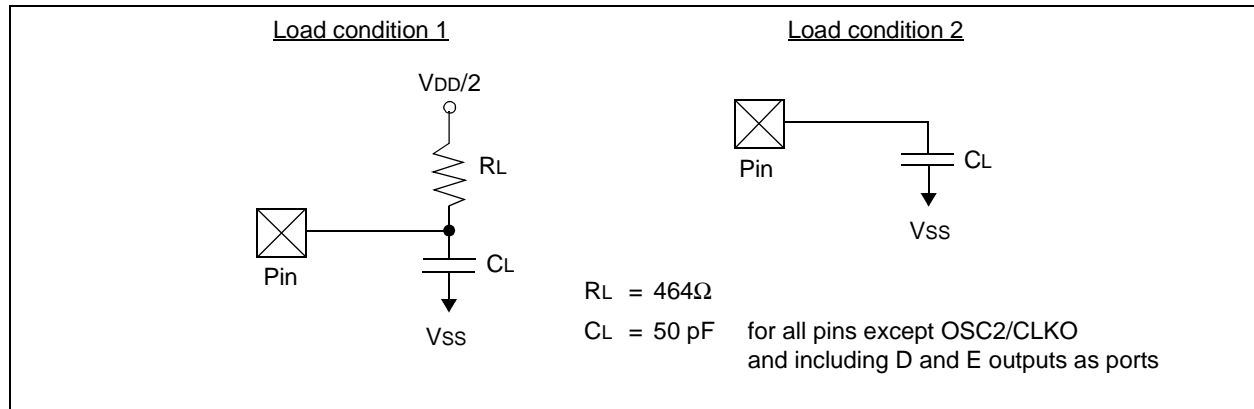 Load condition 1
VDD/2
RL
Pin
CL
VSS
Load condition 2
Pin
CL
VSS
RL = 464Ω
CL = 50 pF for all pins except OSC2/CLKO
and including D and E outputs as ports